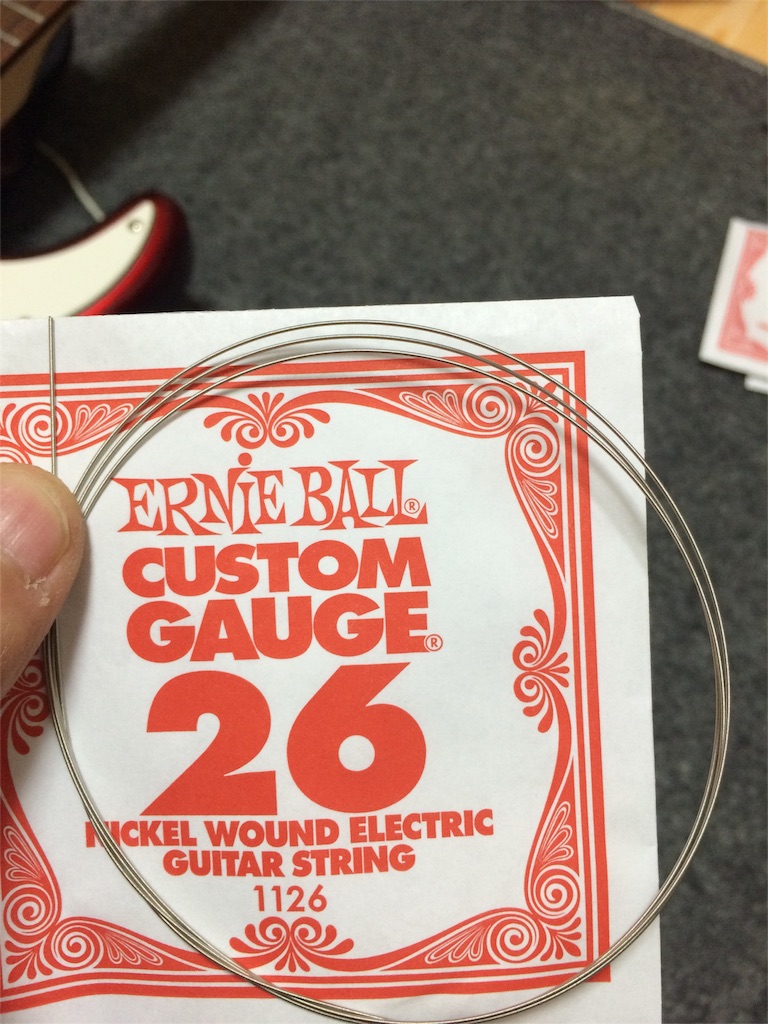 ERNIE BALL®
CUSTOM
GAUGE®
26
NICKEL WOUND ELECTRIC
GUITAR STRING
1126